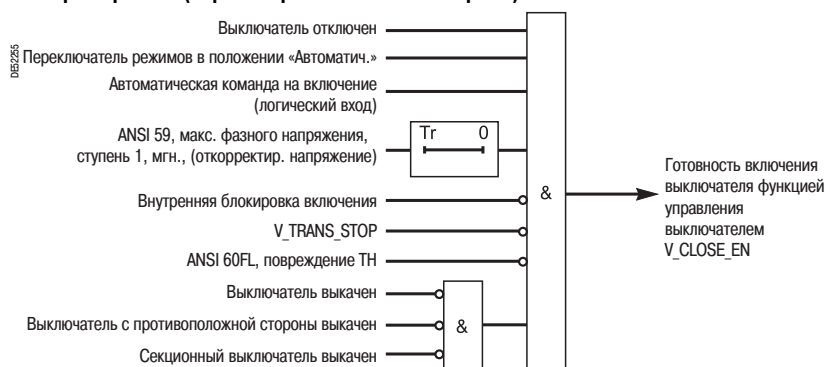 Выключатель отключен
DE52255
Переключатель режимов в положении «Автоматич.»
Автоматическая команда на включение
(логический вход)
ANSI 59, макс. фазного напряжения,
ступень 1, мгн., (откорректир. напряжение)
Tr 0
Внутренняя блокировка включения
V_TRANS_STOP
ANSI 60FL, повреждение ТН
&
Готовность включения
выключателя функцией
управления
выключателем
V_CLOSE_EN
Выключатель выкачен
Выключатель с противоположной стороны выкачен
&
Секционный выключатель выкачен